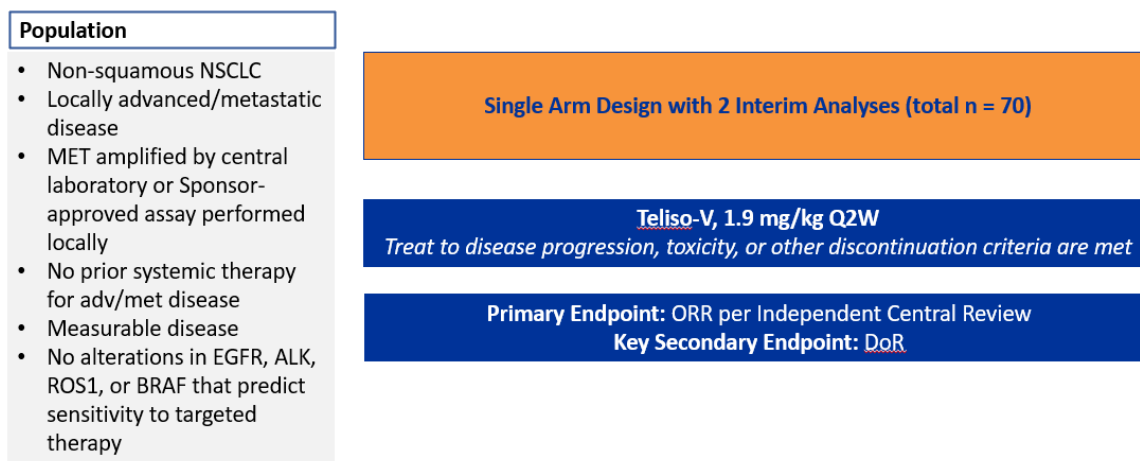 Population
• Non-squamous NSCLC
• Locally advanced/metastatic
disease
• MET amplified by central
laboratory or Sponsor-
approved assay performed
locally
• No prior systemic therapy
for adv/met disease
• Measurable disease
• No alterations in EGFR, ALK,
ROS1, or BRAF that predict
sensitivity to targeted
therapy
Single Arm Design with 2 Interim Analyses (total n = 70)
Teliso-V, 1.9 mg/kg Q2W
Treat to disease progression, toxicity, or other discontinuation criteria are met
Primary Endpoint: ORR per Independent Central Review
Key Secondary Endpoint: DoR